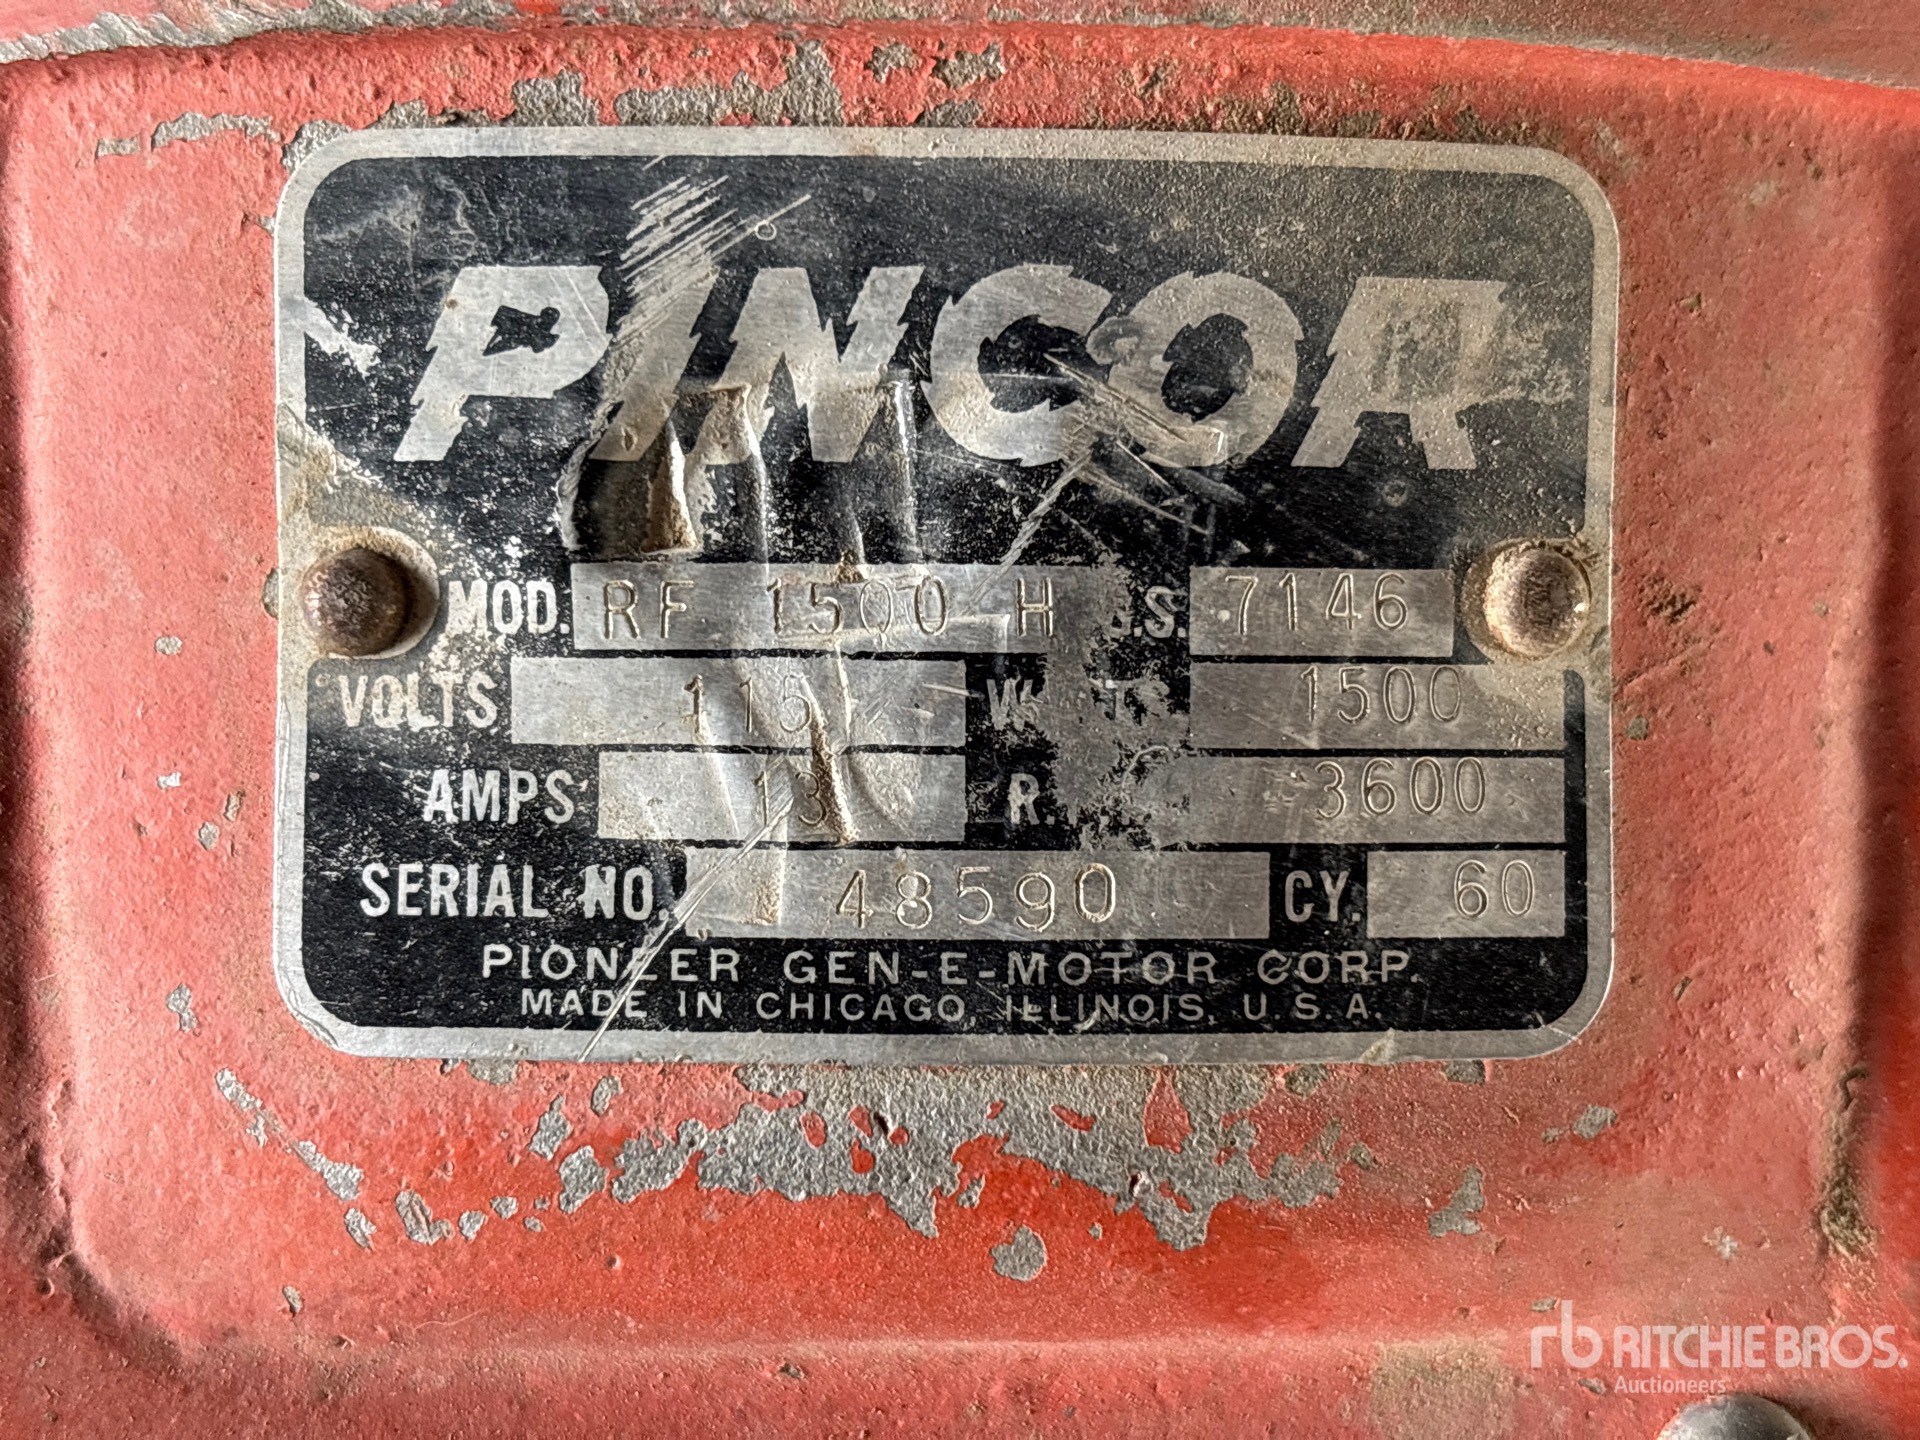 PINCOR
MOD. RF 1500 H .S. 7146
VOLTS 115 1500
AMPS 13 R. 3600
SERIAL NO. 48590 CY. 60
PIONEER GEN-E-MOTOR CORP.
MADE IN CHICAGO, ILLINOIS, U.S.A.
rb RITCHIE BROS.
Auctioneers